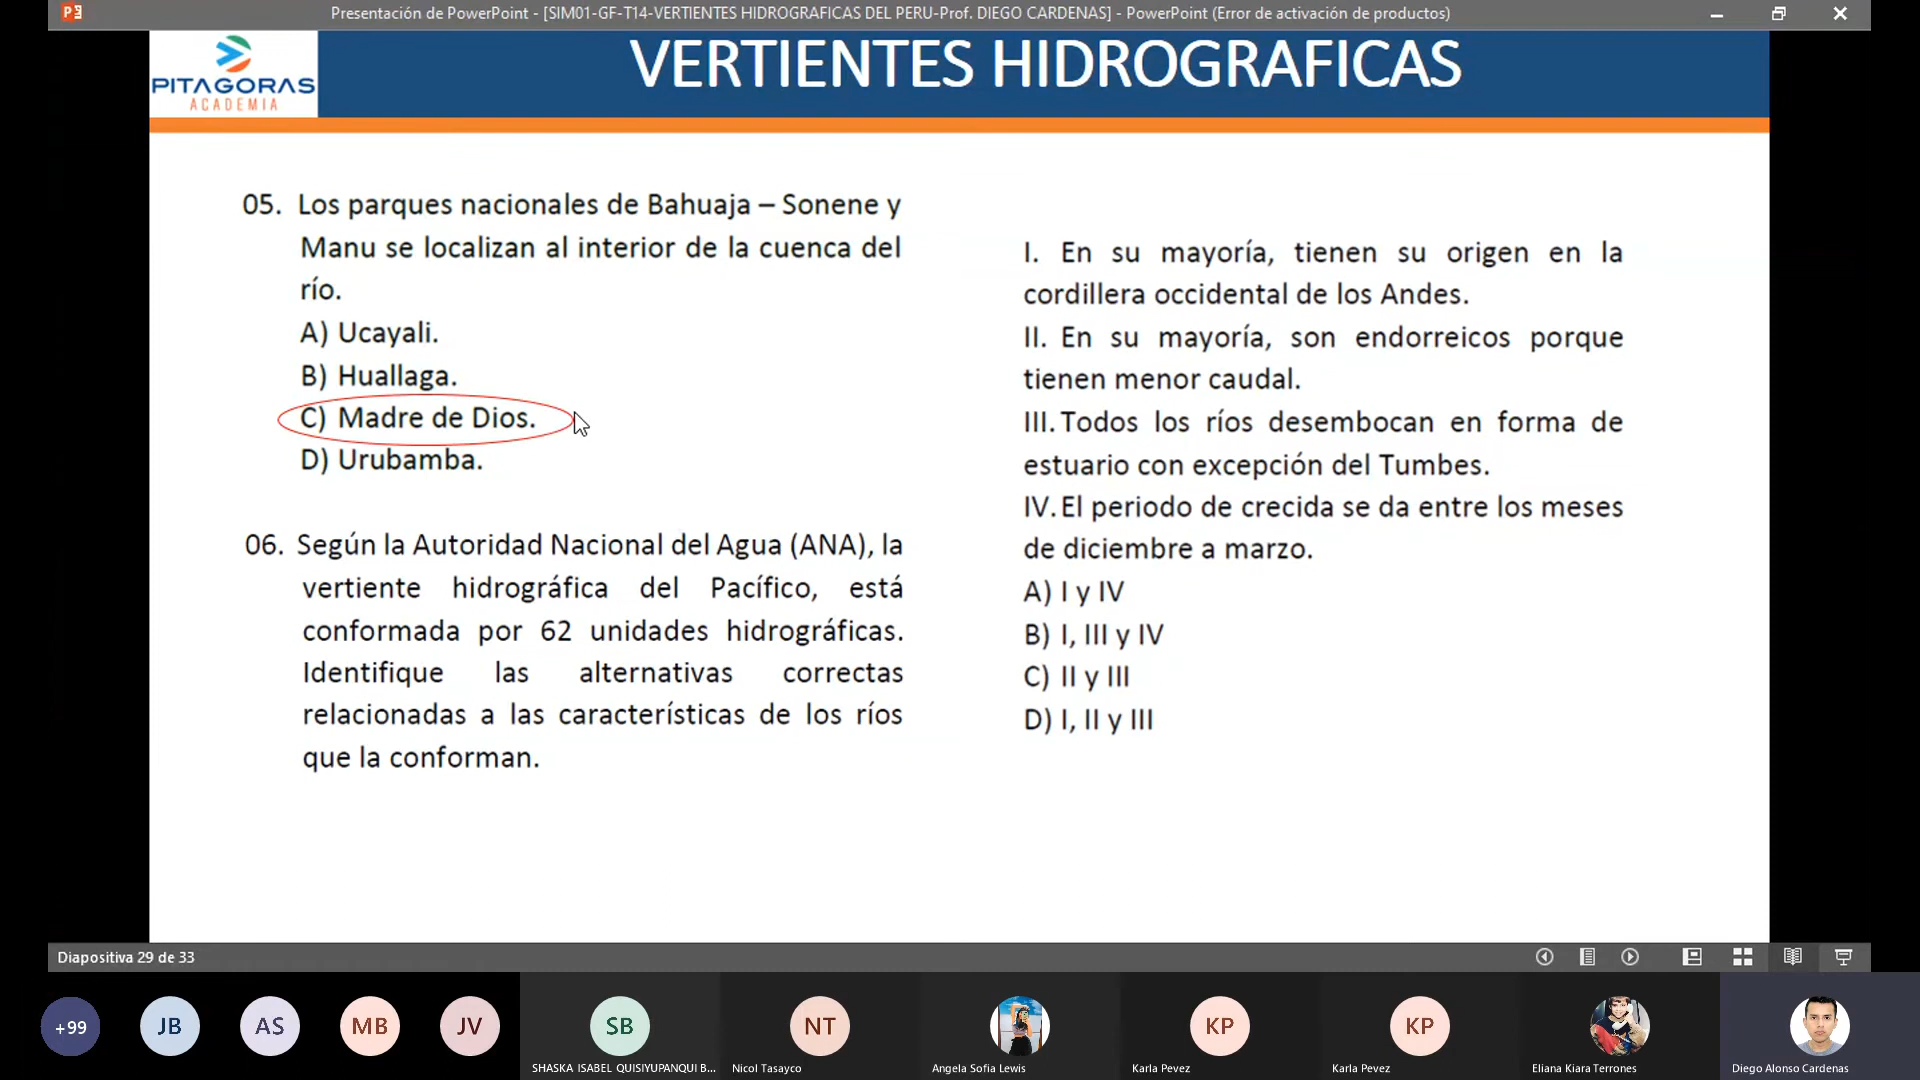 Presentación de PowerPoint - [SIM01-GF-T14-VERTIENTES HIDROGRAFICAS DEL PERU-Prof. DIEGO CARDENAS] - PowerPoint (Error de activación de productos)
PITAGORAS
ACADEMIA
VERTIENTES HIDROGRAFICAS
05. Los parques nacionales de Bahuaja – Sonene y
Manu se localizan al interior de la cuenca del
río.
A) Ucayali.
B) Huallaga.
C) Madre de Dios.
D) Urubamba.
06. Según la Autoridad Nacional del Agua (ANA), la
vertiente hidrográfica del Pacífico, está
conformada por 62 unidades hidrográficas.
Identifique las alternativas correctas
relacionadas a las características de los ríos
que la conforman.
I. En su mayoría, tienen su origen en la
cordillera occidental de los Andes.
II. En su mayoría, son endorreicos porque
tienen menor caudal.
III. Todos los ríos desembocan en forma de
estuario con excepción del Tumbes.
IV. El periodo de crecida se da entre los meses
de diciembre a marzo.
A) I y IV
B) I, III y IV
C) II y III
D) I, II y III
Diapositiva 29 de 33
+99
JB
AS
MB
JV
SB
NT
KP
KP
SHASKA ISABEL QUISIYUPANQUI B...
Nicol Tasayco
Angela Sofia Lewis
Karla Pevez
Karla Pevez
Eliana Kiara Terrones
Diego Alonso Cardenas